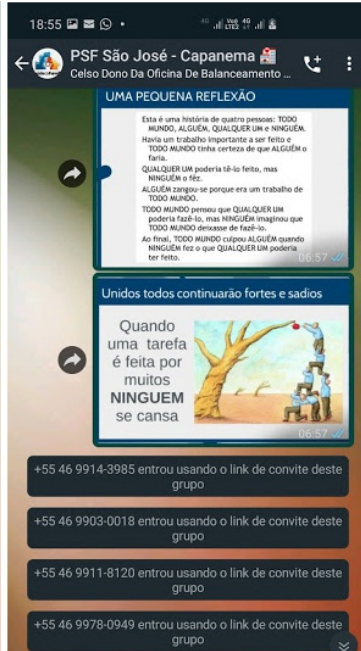 18:55
PSF São José - Capanema
Celso Dono Da Oficina De Balanceamento ...
UMA PEQUENA REFLEXÃO
Esta é uma história de quatro pessoas: TODO
MUNDO, ALGUÉM, QUALQUER UM e NINGUÉM.
Havia um trabalho importante a ser feito e
TODO MUNDO tinha certeza de que ALGUÉM o
faria.
QUALQUER UM poderia tê-lo feito, mas
NINGUÉM o fêz.
ALGUÉM zangou-se porque era um trabalho de
TODO MUNDO.
TODO MUNDO pensou que QUALQUER UM
poderia fazê-lo, mas NINGUÉM imaginou que
TODO MUNDO deixasse de fazê-lo.
Ao final, TODO MUNDO culpou ALGUÉM quando
NINGUÉM fez o que QUALQUER UM poderia
ter feito.
06:57
Unidos todos continuarão fortes e sadios
Quando
uma tarefa
é feita por
muitos
NINGUEM
se cansa
06:57
+55 46 9914-3985 entrou usando o link de convite deste
grupo
+55 46 9903-0018 entrou usando o link de convite deste
grupo
+55 46 9911-8120 entrou usando o link de convite deste
grupo
+55 46 9978-0949 entrou usando o link de convite deste
grupo